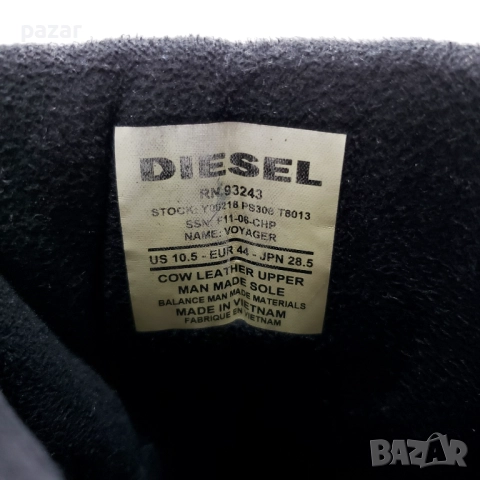 pazar
DIESEL
RN 93243
STOCK: Y00216 PS306 T8013
SSN: F11-06-CHP
NAME: VOYAGER
US 10.5 - EUR 44 - JPN 28.5
COW LEATHER UPPER
MAN MADE SOLE
BALANCE MAN MADE MATERIALS
MADE IN VIETNAM
FABRIQUE EN VIETNAM
BAZAR